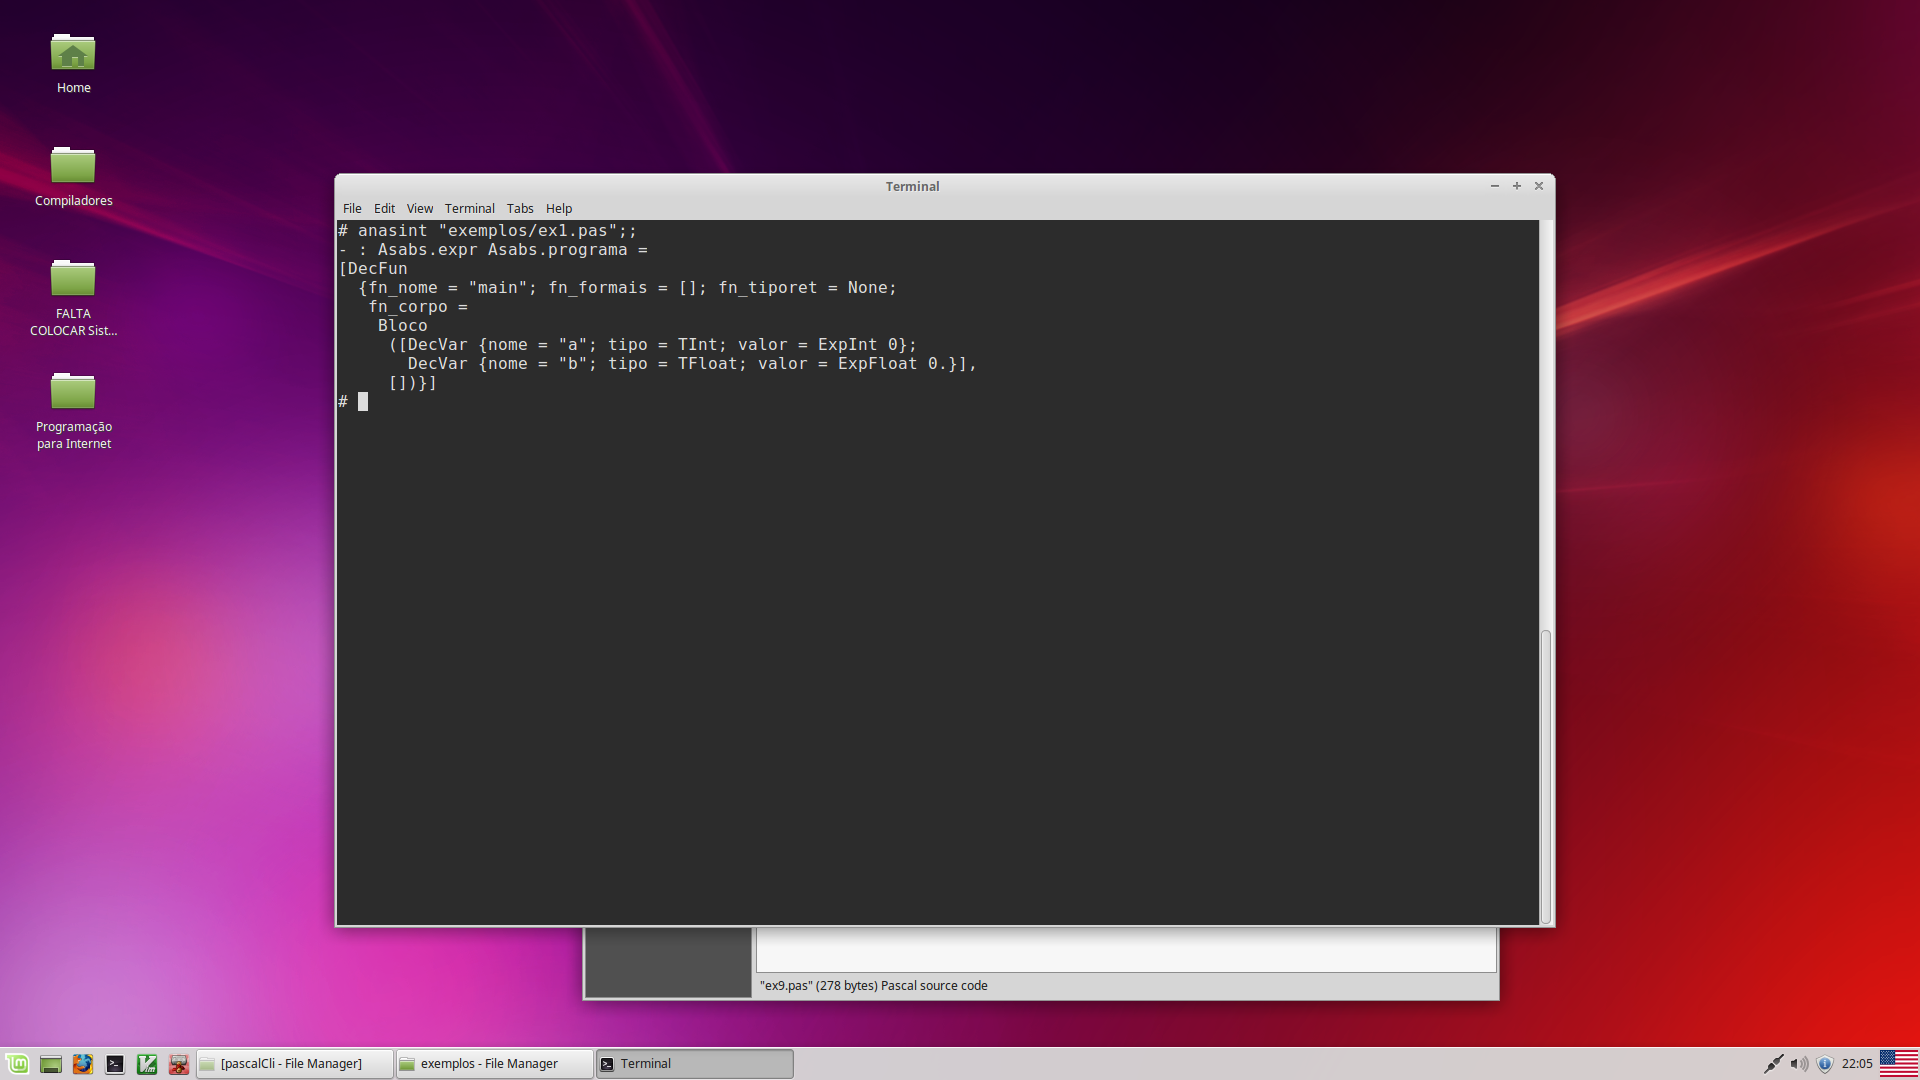 Home
Compiladores
FALTA
COLOCAR Sist...
Programação
para Internet
Terminal
File Edit View Terminal Tabs Help
# anasint "exemplos/ex1.pas";;
- : Asabs.expr Asabs.programa =
[DecFun
  {fn_nome = "main"; fn_formais = []; fn_tiporet = None;
   fn_corpo =
    Bloco
     ([DecVar {nome = "a"; tipo = TInt; valor = ExpInt 0};
       DecVar {nome = "b"; tipo = TFloat; valor = ExpFloat 0.}],
     [])}]
#
"ex9.pas" (278 bytes) Pascal source code
[pascalCli - File Manager]
exemplos - File Manager
Terminal
22:05